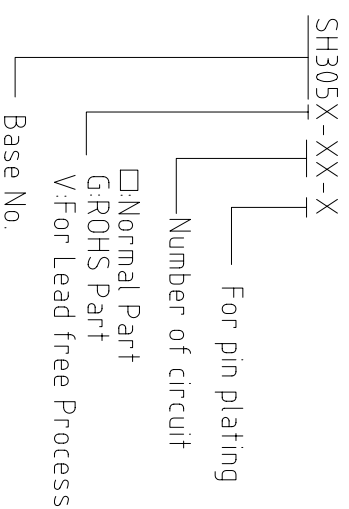 SH305X-XX-X
For pin plating
Number of circuit
□:Normal Part
G:ROHS Part
V:For Lead free Process
Base No.